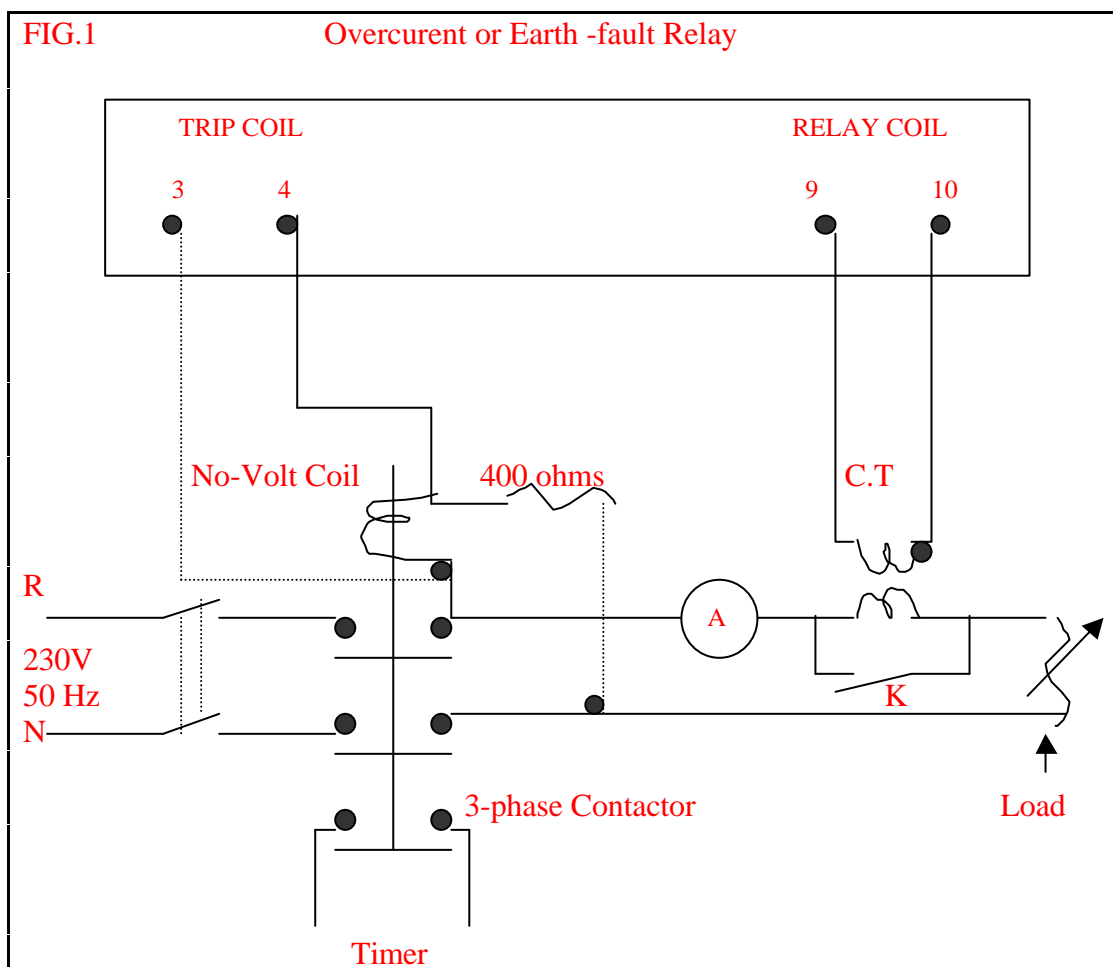 FIG.1 Overcurent or Earth -fault Relay
TRIP COIL RELAY COIL
3 4 9 10
No-Volt Coil 400 ohms C.T
R
A
230V
50 Hz K
N
3-phase Contactor Load
Timer